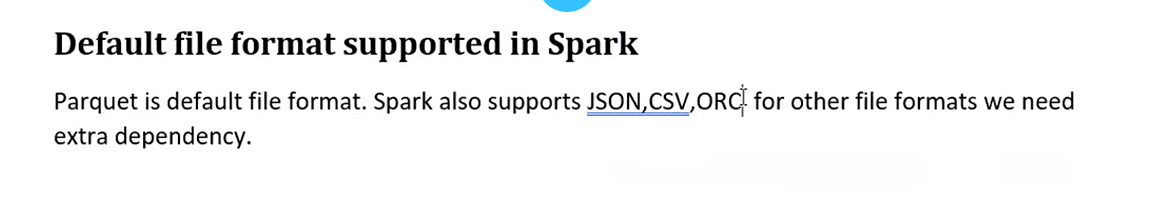 Default file format supported in Spark
Parquet is default file format. Spark also supports JSON,CSV,ORC for other file formats we need
extra dependency.